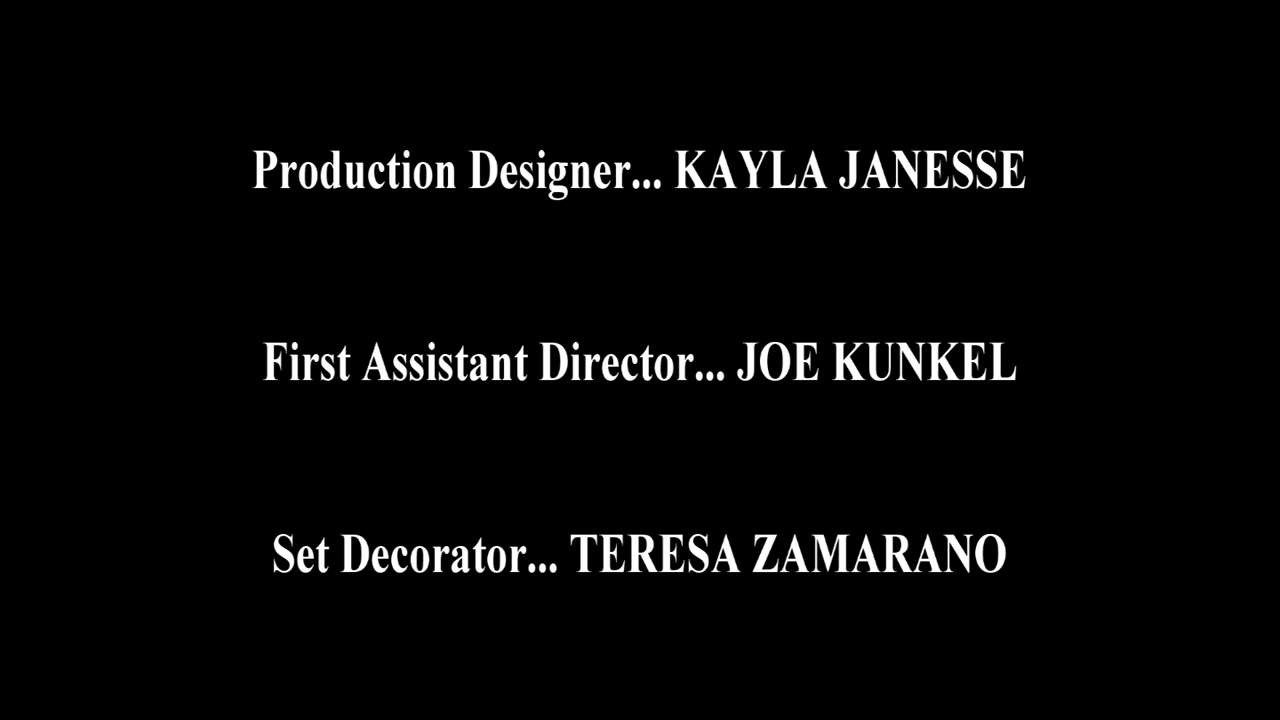 Production Designer... KAYLA JANESSE
First Assistant Director... JOE KUNKEL
Set Decorator... TERESA ZAMARANO